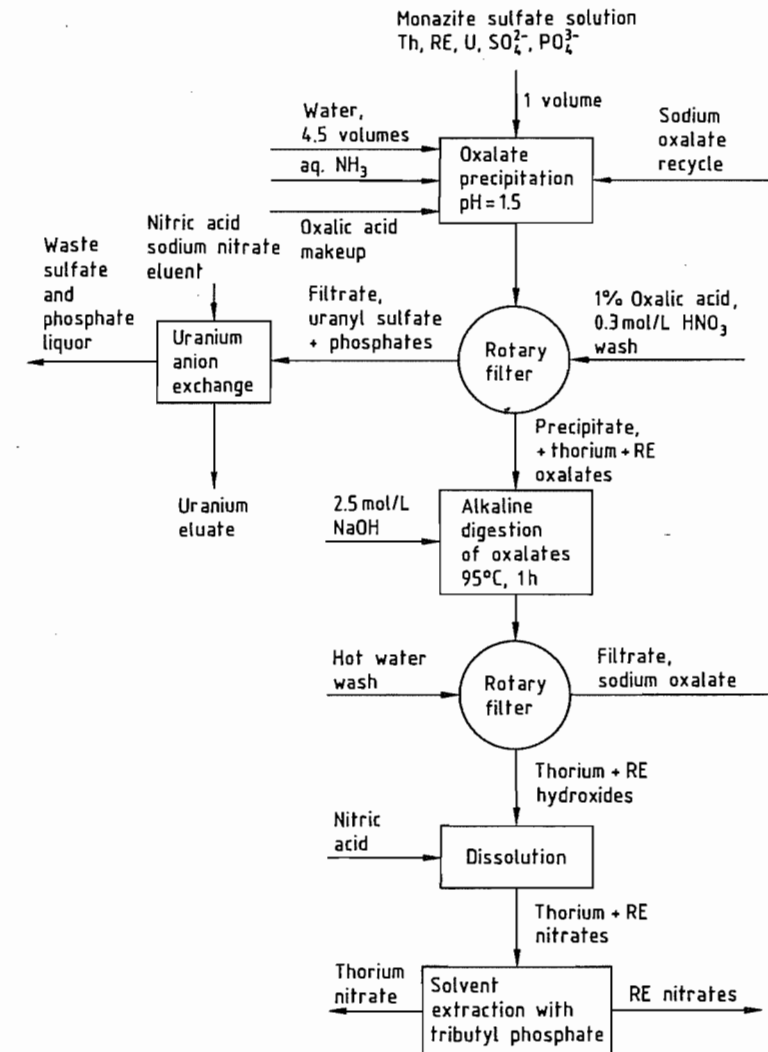 Monazite sulfate solution
Th, RE, U, SO₄²⁻, PO₄³⁻
1 volume
Water,
4.5 volumes
aq. NH₃
Oxalic acid
makeup
Oxalate
precipitation
pH = 1.5
Sodium
oxalate
recycle
Nitric acid
sodium nitrate
eluent
Waste
sulfate
and
phosphate
liquor
Uranium
anion
exchange
Filtrate,
uranyl sulfate
+ phosphates
Rotary
filter
1% Oxalic acid,
0.3 mol/L HNO₃
wash
Uranium
eluate
Precipitate,
+ thorium + RE
oxalates
2.5 mol/L
NaOH
Alkaline
digestion
of oxalates
95°C, 1h
Hot water
wash
Rotary
filter
Filtrate,
sodium oxalate
Thorium + RE
hydroxides
Nitric
acid
Dissolution
Thorium + RE
nitrates
Thorium
nitrate
Solvent
extraction with
tributyl phosphate
RE nitrates